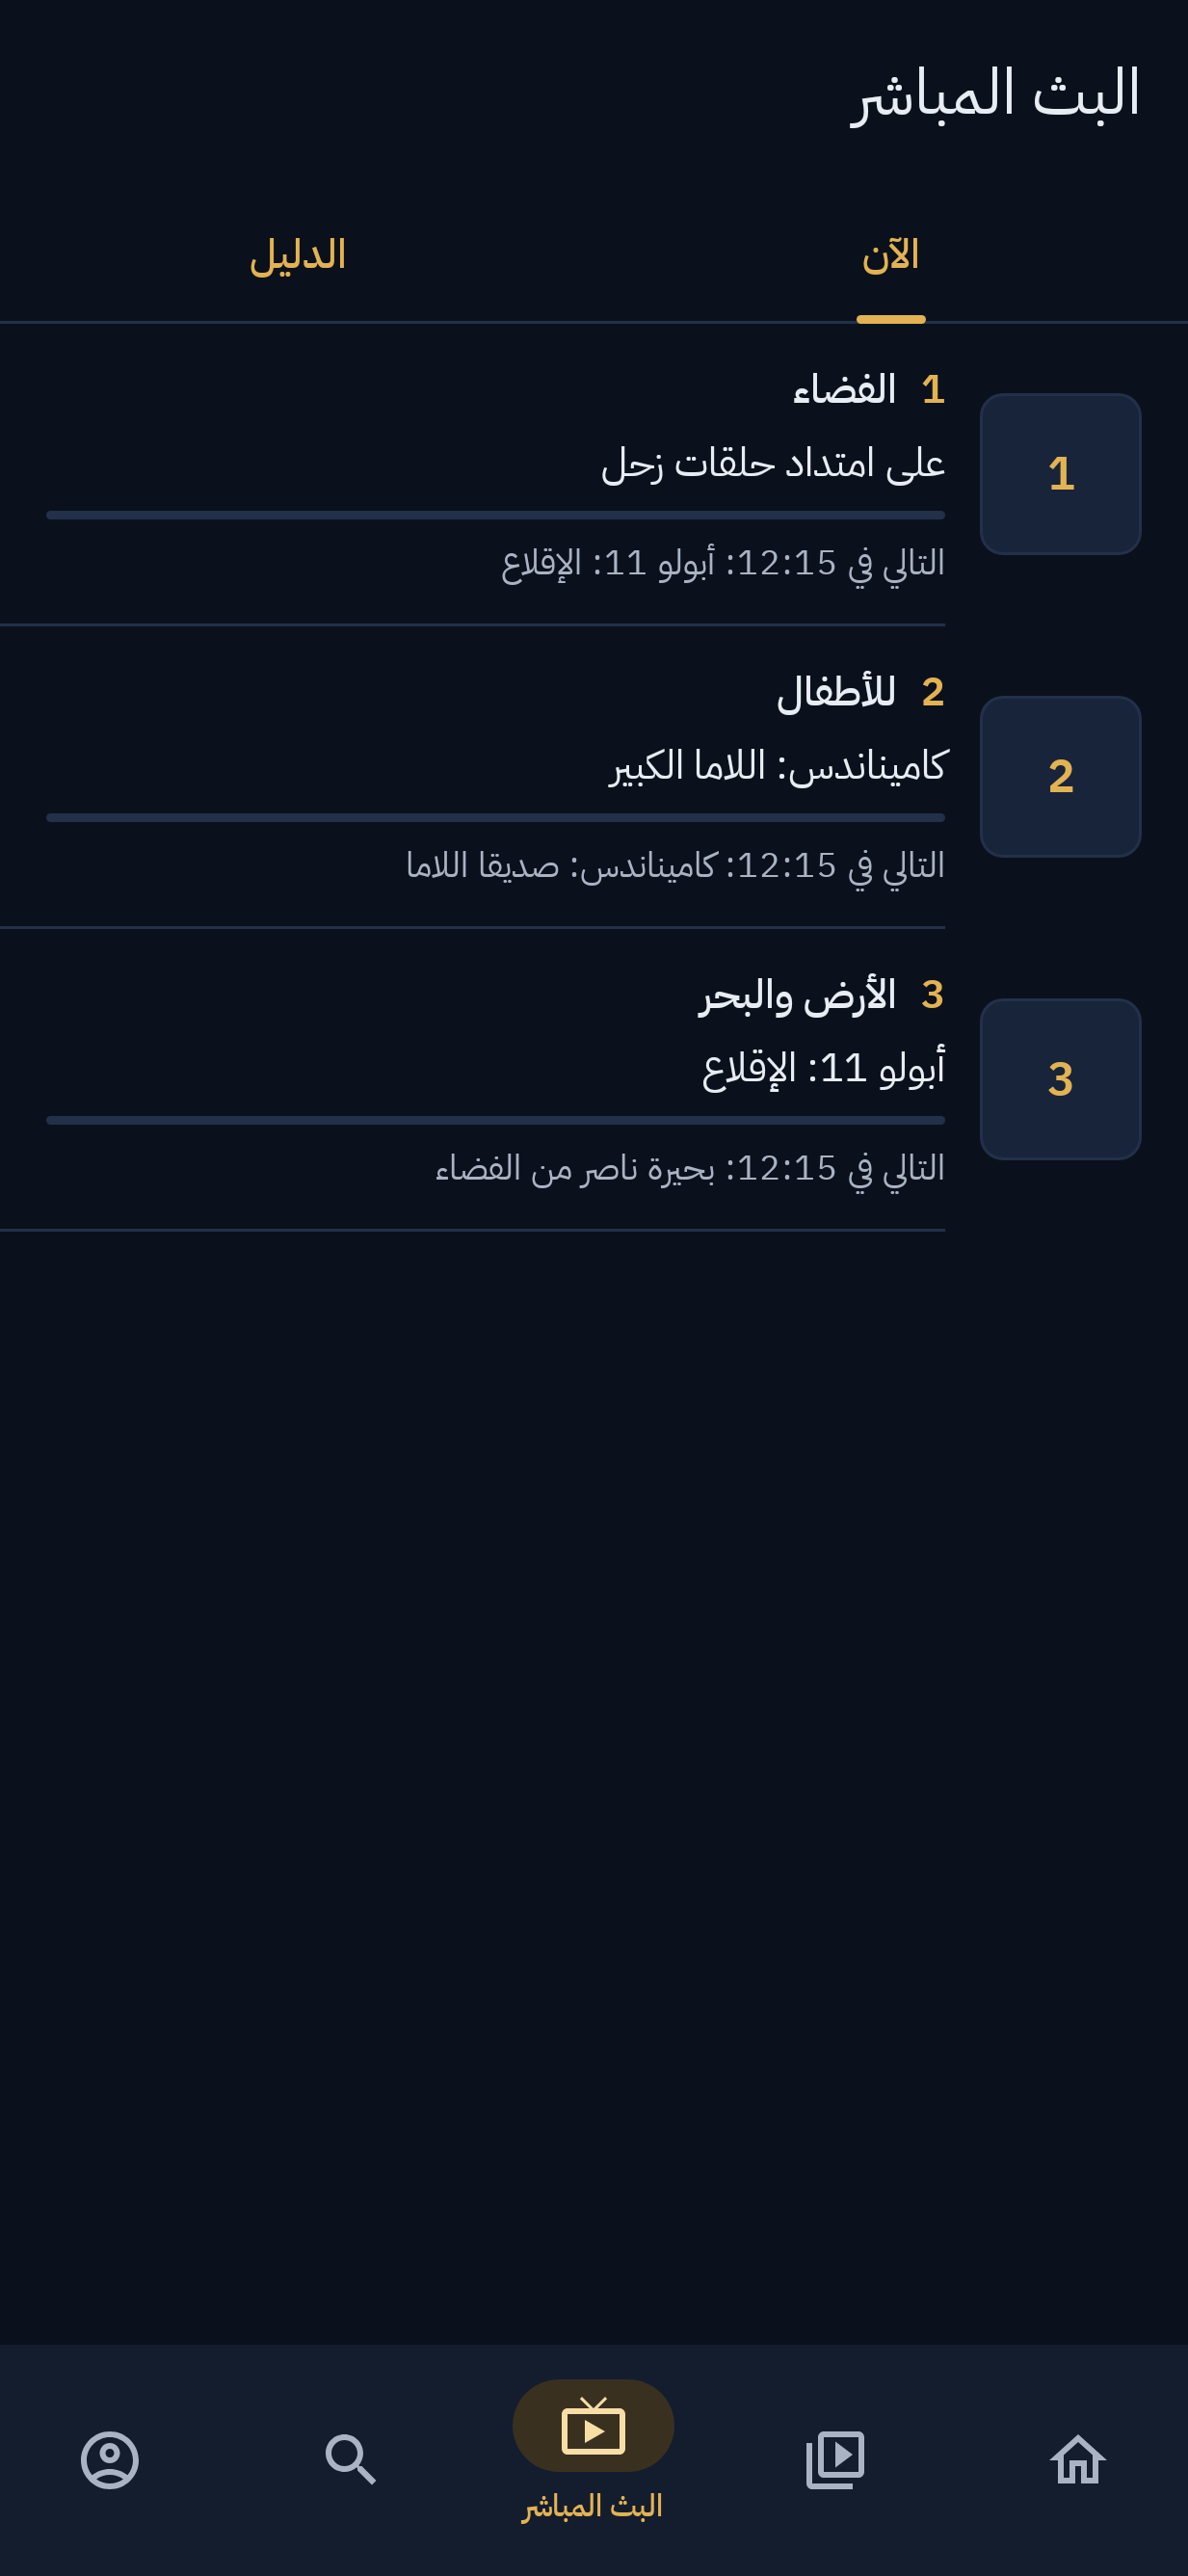 البث المباشر
الآن
الدليل
1
1 الفضاء
على امتداد حلقات زحل
التالي في 12:15: أبولو 11: الإقلاع
2
2 للأطفال
كاميناندس: اللاما الكبير
التالي في 12:15: كاميناندس: صديقا اللاما
3
3 الأرض والبحر
أبولو 11: الإقلاع
التالي في 12:15: بحيرة ناصر من الفضاء
البث المباشر